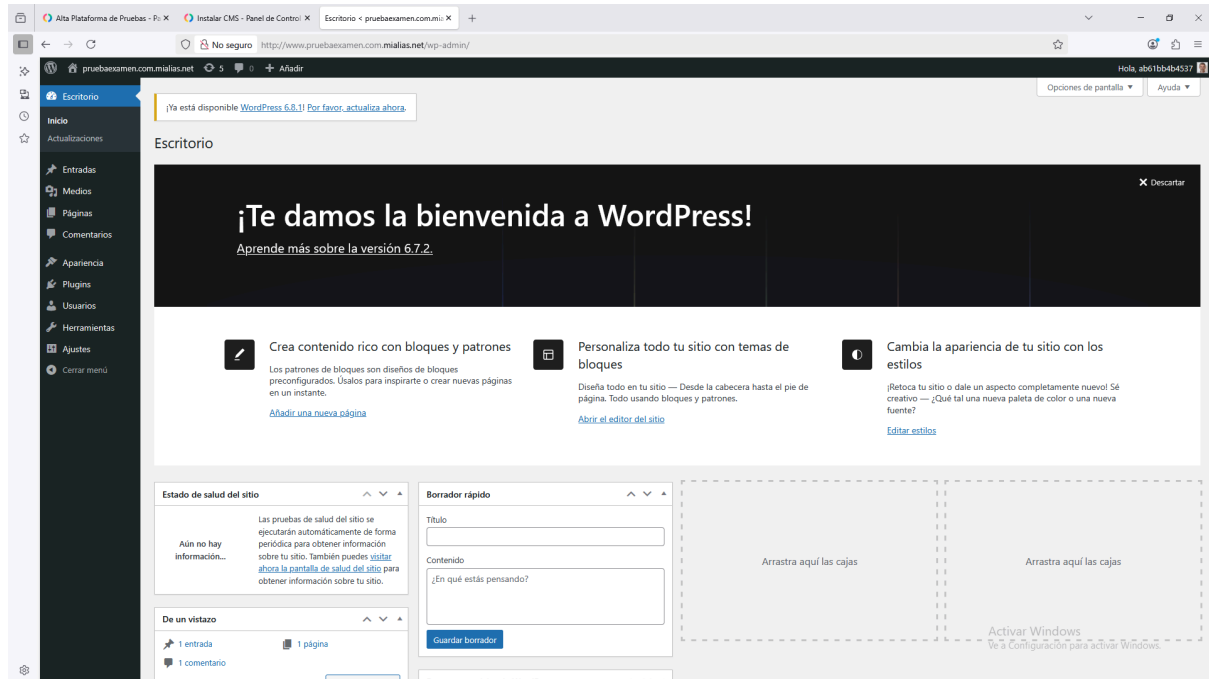 Alta Plataforma de Pruebas - Pa
Instalar CMS - Panel de Control
Escritorio < pruebaexamen.com.mia
No seguro http://www.pruebaexamen.com.mialias.net/wp-admin/
pruebaexamen.com.mialias.net 5 0 Añadir
Hola, ab61bb4b4537
Opciones de pantalla
Ayuda
Escritorio
Inicio
Actualizaciones
Entradas
Medios
Páginas
Comentarios
Apariencia
Plugins
Usuarios
Herramientas
Ajustes
Cerrar menú
¡Ya está disponible WordPress 6.8.1! Por favor, actualiza ahora.
Escritorio
Descartar
¡Te damos la bienvenida a WordPress!
Aprende más sobre la versión 6.7.2.
Crea contenido rico con bloques y patrones
Los patrones de bloques son diseños de bloques
preconfigurados. Úsalos para inspirarte o crear nuevas páginas
en un instante.
Añadir una nueva página
Personaliza todo tu sitio con temas de
bloques
Diseña todo en tu sitio — Desde la cabecera hasta el pie de
página. Todo usando bloques y patrones.
Abrir el editor del sitio
Cambia la apariencia de tu sitio con los
estilos
¡Retoca tu sitio o dale un aspecto completamente nuevo! Sé
creativo — ¿Qué tal una nueva paleta de color o una nueva
fuente?
Editar estilos
Estado de salud del sitio
Aún no hay
información...
Las pruebas de salud del sitio se
ejecutarán automáticamente de forma
periódica para obtener información
sobre tu sitio. También puedes visitar
ahora la pantalla de salud del sitio para
obtener información sobre tu sitio.
De un vistazo
1 entrada
1 página
1 comentario
Borrador rápido
Título
Contenido
¿En qué estás pensando?
Guardar borrador
Arrastra aquí las cajas
Arrastra aquí las cajas
Activar Windows
Ve a Configuración para activar Windows.